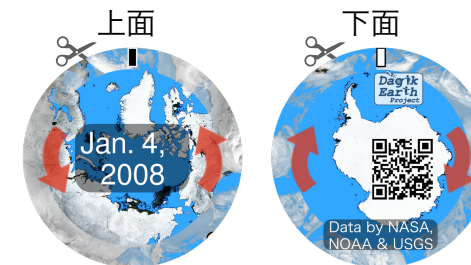 上面
下面
Jan. 4,
2008
Dagik
Earth
Project
Data by NASA,
NOAA & USGS